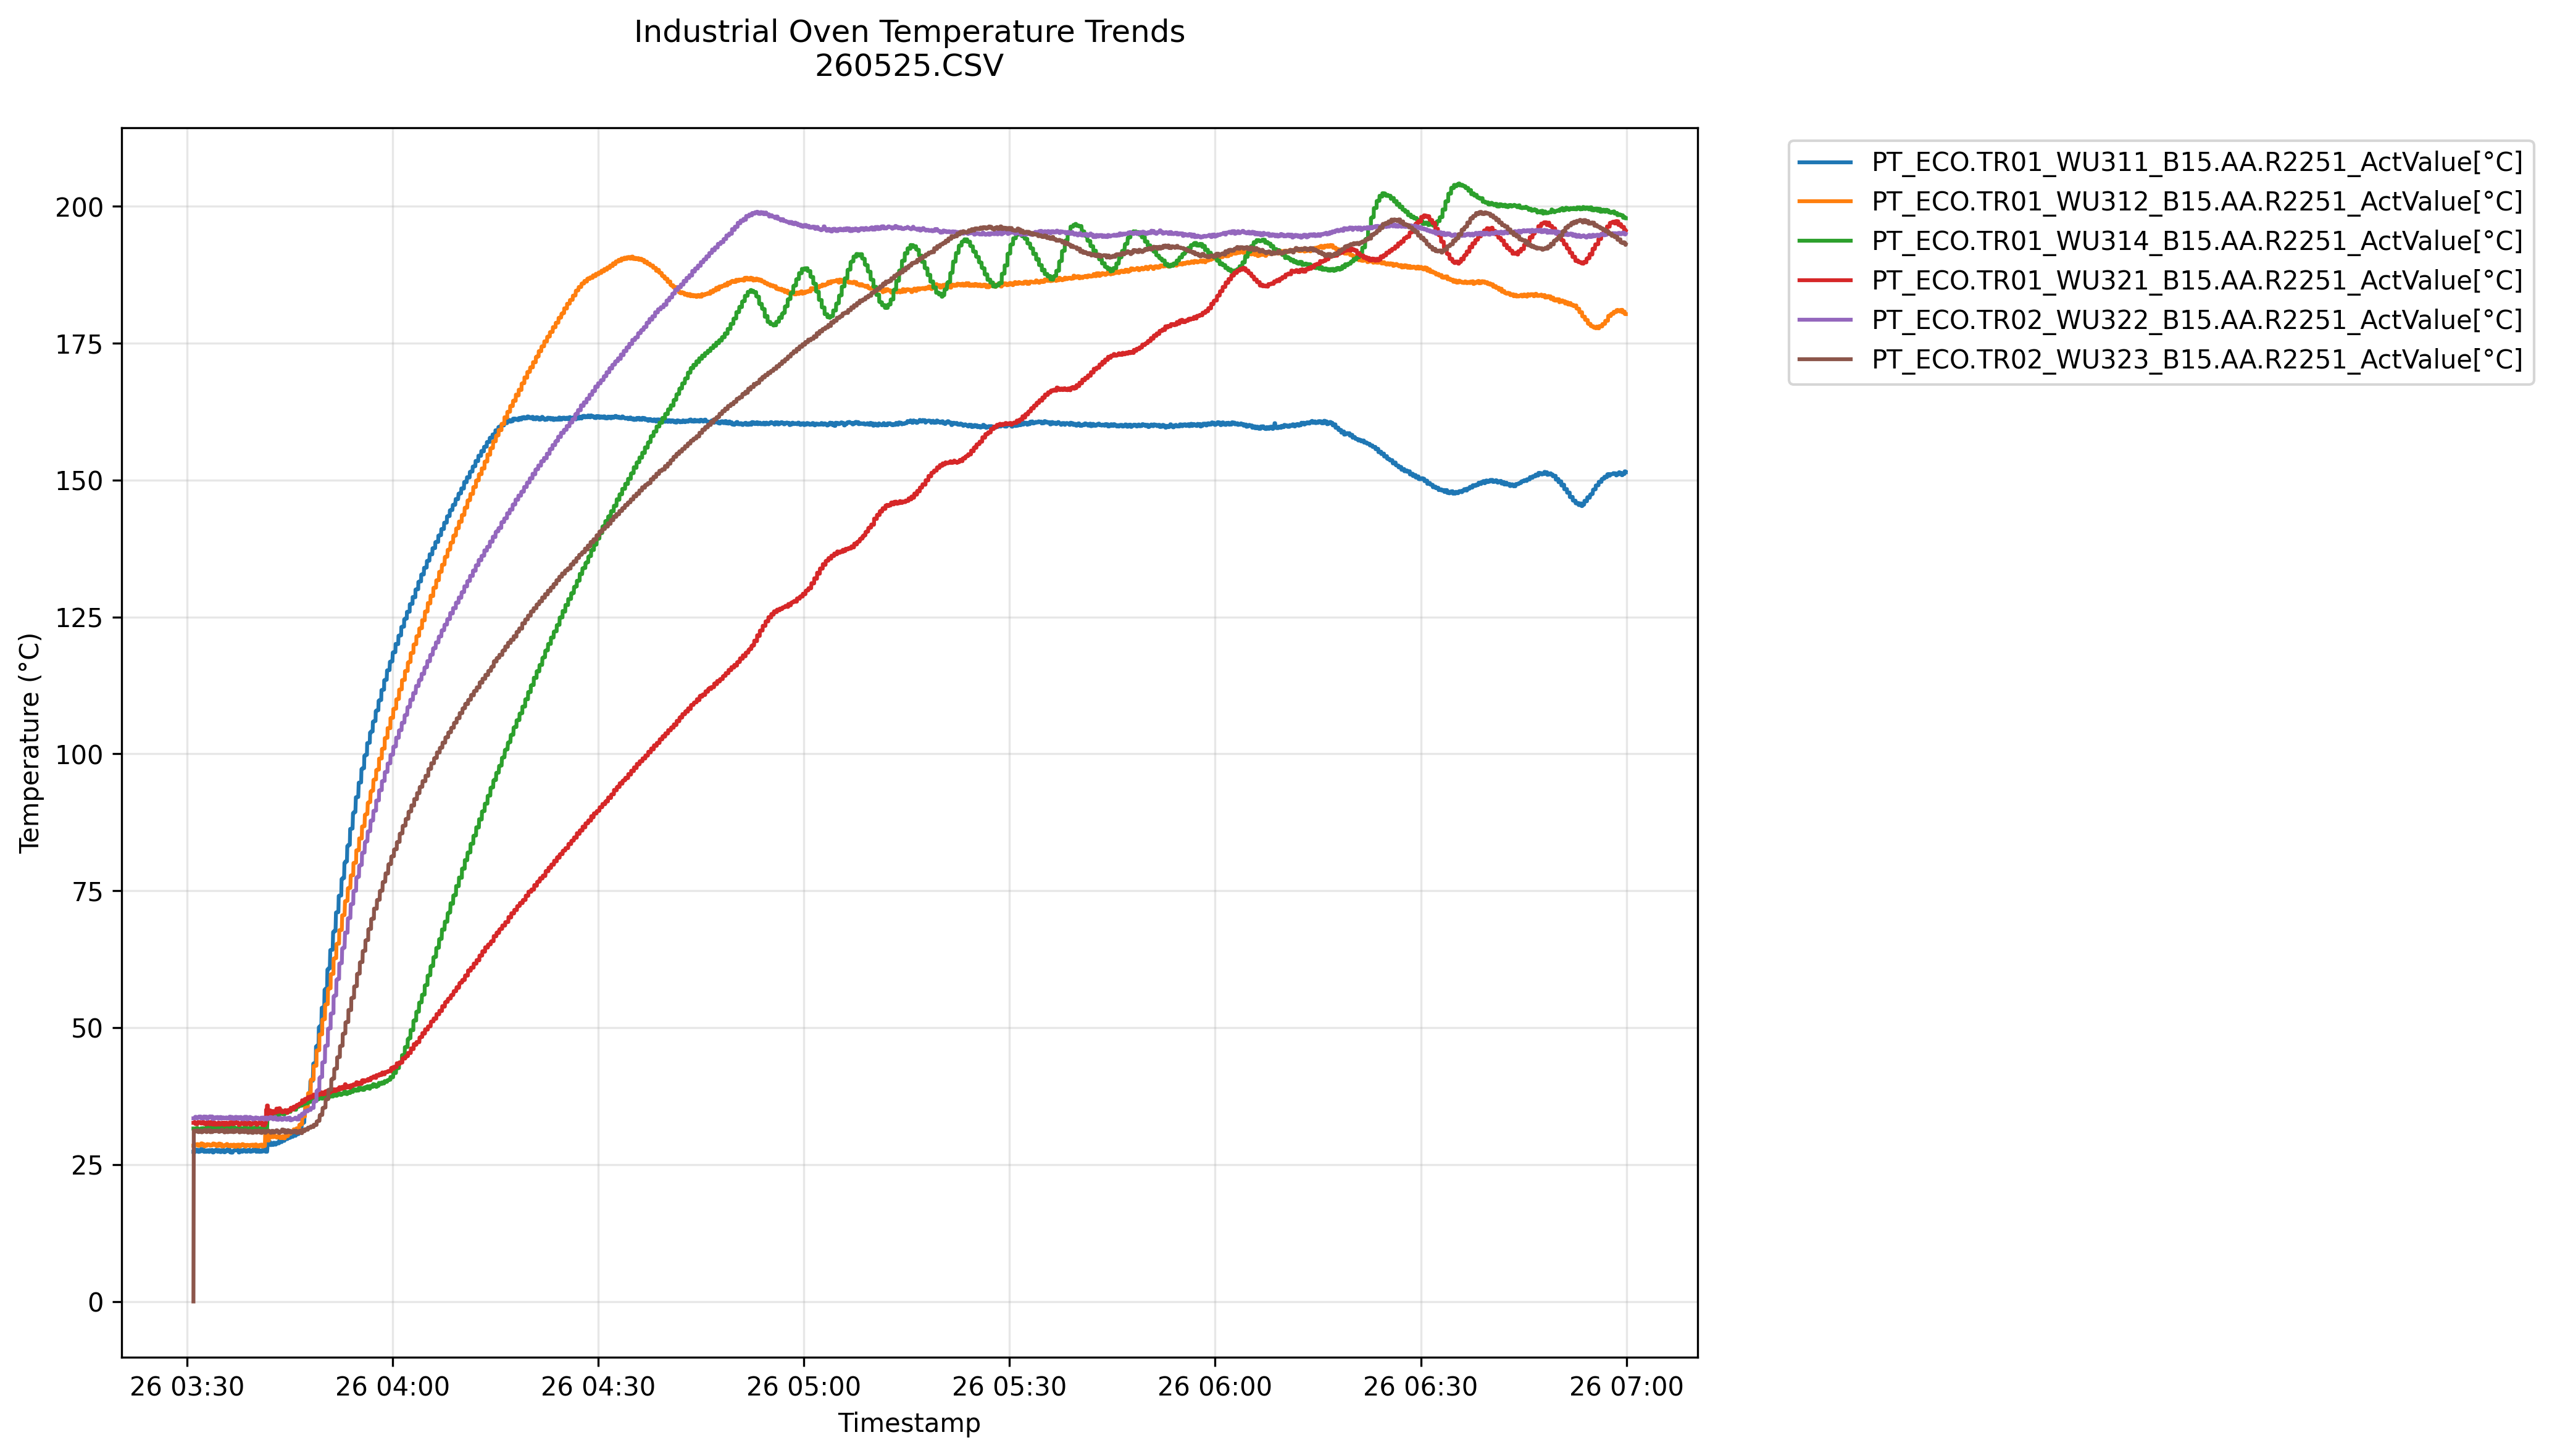 Industrial Oven Temperature Trends
260525.CSV
PT_ECO.TR01_WU311_B15.AA.R2251_ActValue[°C]
PT_ECO.TR01_WU312_B15.AA.R2251_ActValue[°C]
PT_ECO.TR01_WU314_B15.AA.R2251_ActValue[°C]
PT_ECO.TR01_WU321_B15.AA.R2251_ActValue[°C]
PT_ECO.TR02_WU322_B15.AA.R2251_ActValue[°C]
PT_ECO.TR02_WU323_B15.AA.R2251_ActValue[°C]
Temperature (°C)
200
175
150
125
100
75
50
25
0
26 03:30
26 04:00
26 04:30
26 05:00
26 05:30
26 06:00
26 06:30
26 07:00
Timestamp